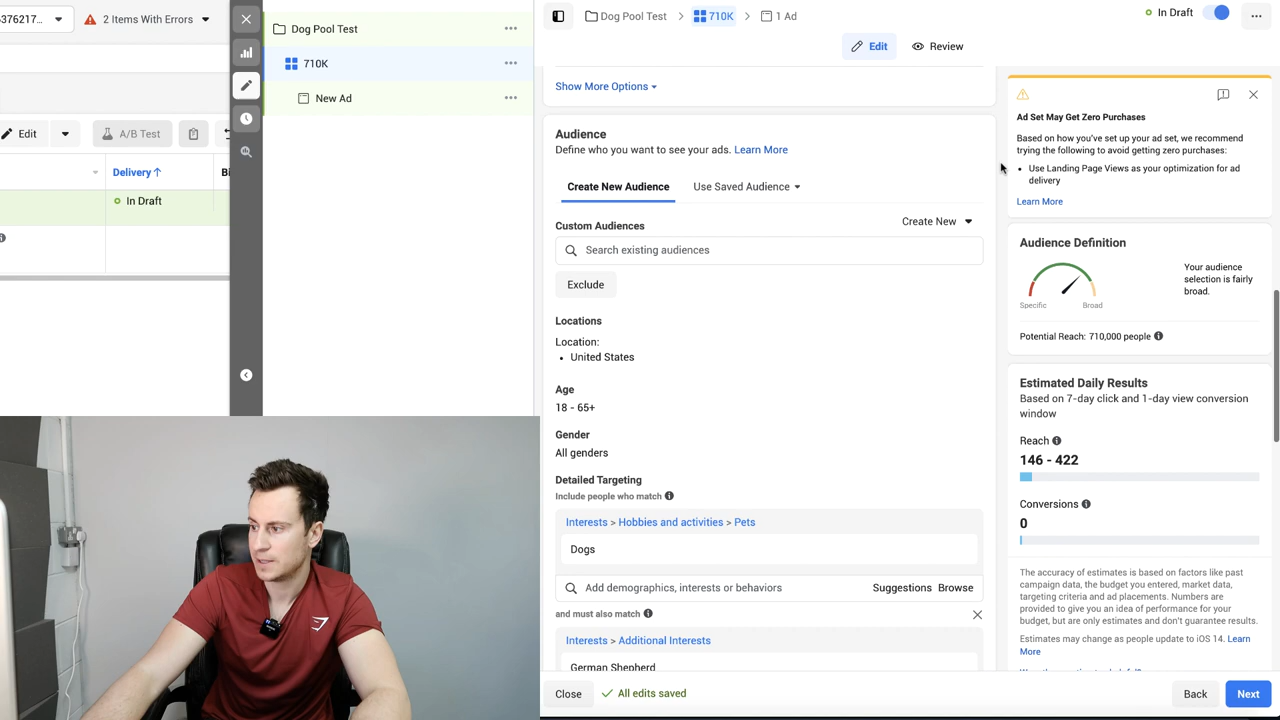 376217...
2 Items With Errors
Edit
A/B Test
Delivery↑
Bi
In Draft
Dog Pool Test
710K
New Ad
Dog Pool Test > 710K > 1 Ad
In Draft
Edit
Review
Show More Options
Audience
Define who you want to see your ads. Learn More
Create New Audience
Use Saved Audience
Custom Audiences
Create New
Search existing audiences
Exclude
Locations
Location:
• United States
Age
18 - 65+
Gender
All genders
Detailed Targeting
Include people who match
Interests > Hobbies and activities > Pets
Dogs
Add demographics, interests or behaviors
Suggestions
Browse
and must also match
Interests > Additional Interests
German Shepherd
Close
All edits saved
Back
Next
Ad Set May Get Zero Purchases
Based on how you've set up your ad set, we recommend
trying the following to avoid getting zero purchases:
• Use Landing Page Views as your optimization for ad
delivery
Learn More
Audience Definition
Your audience
selection is fairly
broad.
Specific
Broad
Potential Reach: 710,000 people
Estimated Daily Results
Based on 7-day click and 1-day view conversion
window
Reach
146 - 422
Conversions
0
The accuracy of estimates is based on factors like past
campaign data, the budget you entered, market data,
targeting criteria and ad placements. Numbers are
provided to give you an idea of performance for your
budget, but are only estimates and don't guarantee results.
Estimates may change as people update to iOS 14. Learn
More